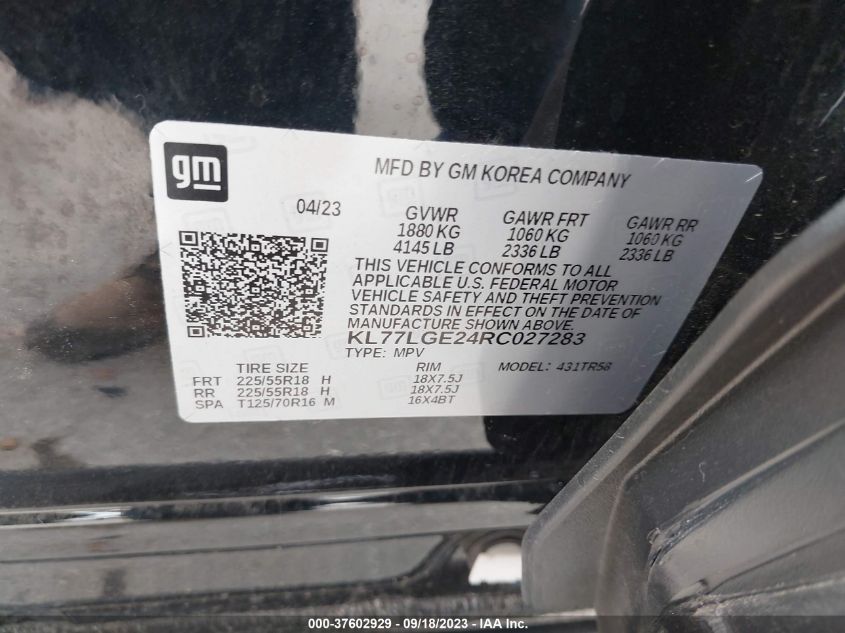 gm
MFD BY GM KOREA COMPANY
04/23
GVWR GAWR FRT GAWR RR
1880 KG 1060 KG 1060 KG
4145 LB 2336 LB 2336 LB
THIS VEHICLE CONFORMS TO ALL
APPLICABLE U.S. FEDERAL MOTOR
VEHICLE SAFETY AND THEFT PREVENTION
STANDARDS IN EFFECT ON THE DATE OF
MANUFACTURE SHOWN ABOVE.
KL77LGE24RC027283
TYPE: MPV MODEL: 431TR58
TIRE SIZE RIM
FRT 225/55R18 H 18X7.5J
RR 225/55R18 H 18X7.5J
SPA T125/70R16 M 16X4BT
000-37602929 - 09/18/2023 - WWW.IAAI.COM